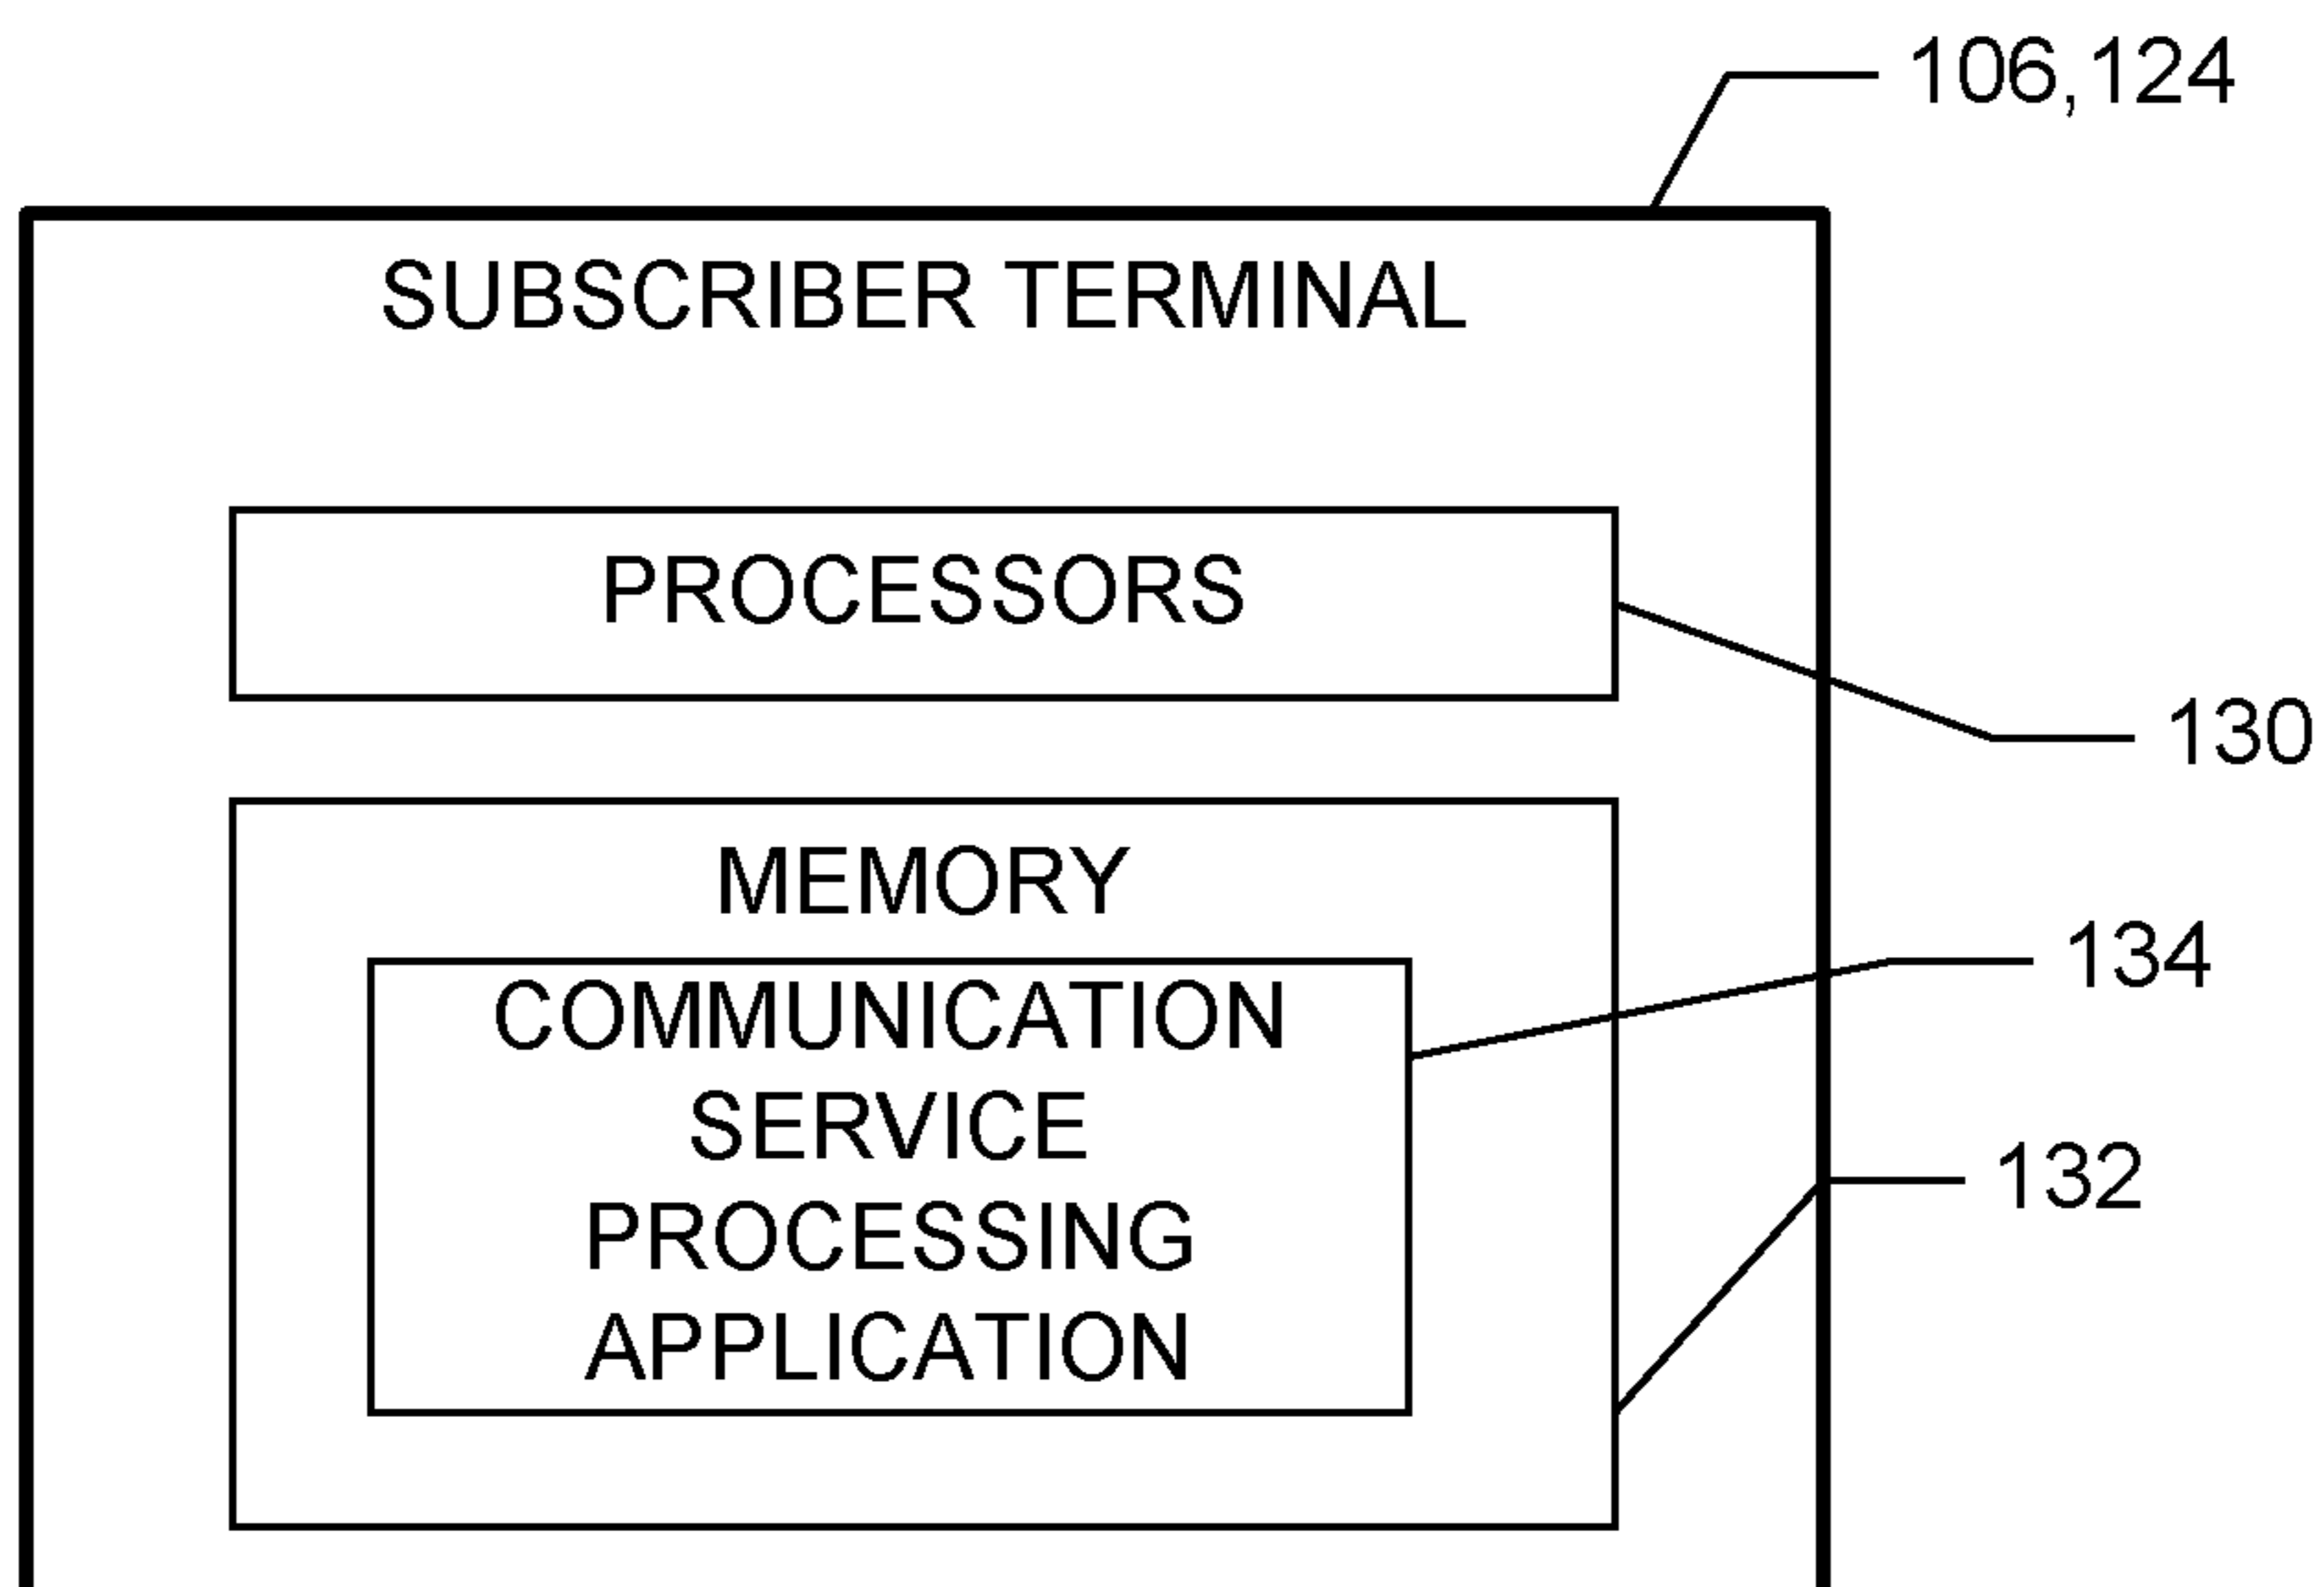 106,124
SUBSCRIBER TERMINAL
PROCESSORS
130
MEMORY
134
COMMUNICATION
SERVICE
132
PROCESSING
APPLICATION